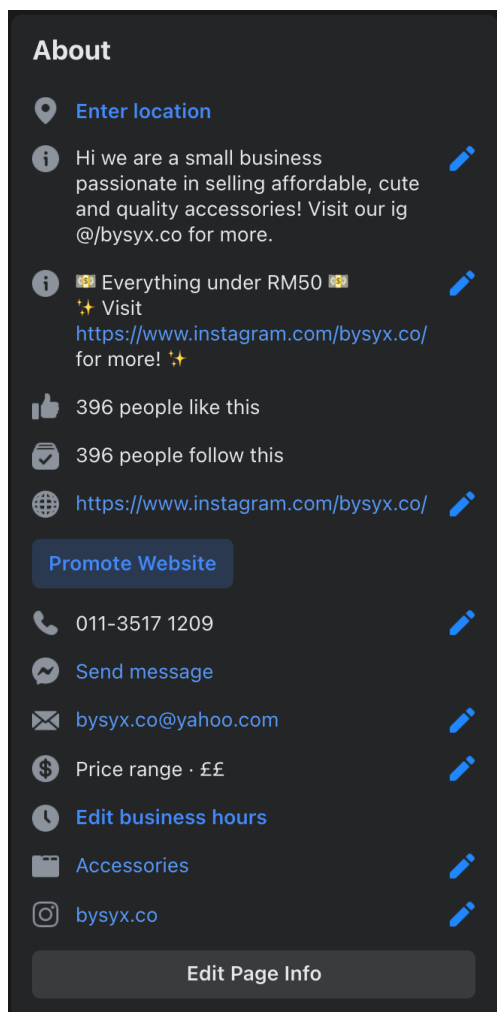 About
Enter location
Hi we are a small business
passionate in selling affordable, cute
and quality accessories! Visit our ig
@/bysyx.co for more.
💵 Everything under RM50 💵
✨ Visit
https://www.instagram.com/bysyx.co/
for more! ✨
396 people like this
396 people follow this
https://www.instagram.com/bysyx.co/
Promote Website
011-3517 1209
Send message
bysyx.co@yahoo.com
Price range · ££
Edit business hours
Accessories
bysyx.co
Edit Page Info